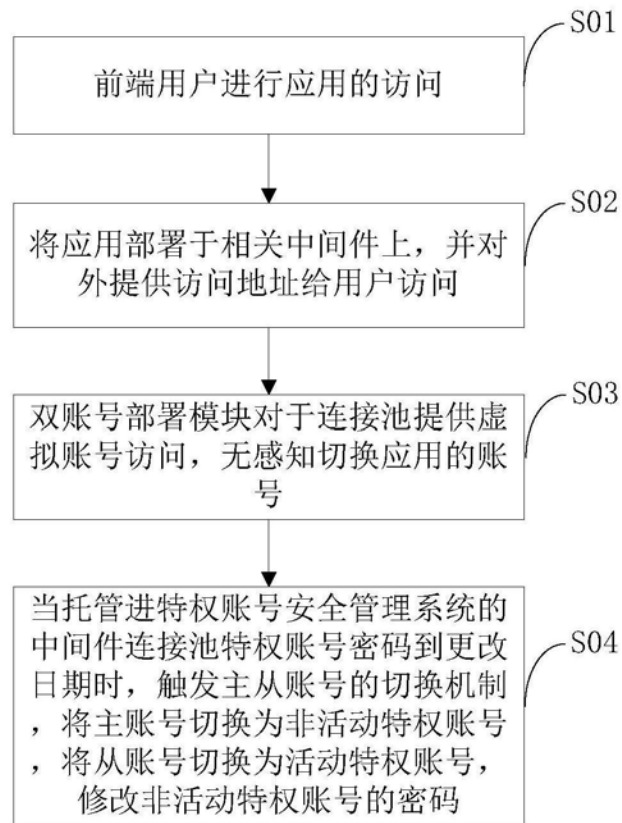 S01
前端用户进行应用的访问
S02
将应用部署于相关中间件上，并对
外提供访问地址给用户访问
S03
双账号部署模块对于连接池提供虚
拟账号访问，无感知切换应用的账
号
S04
当托管进特权账号安全管理系统的
中间件连接池特权账号密码到更改
日期时，触发主从账号的切换机制
，将主账号切换为非活动特权账号
，将从账号切换为活动特权账号，
修改非活动特权账号的密码